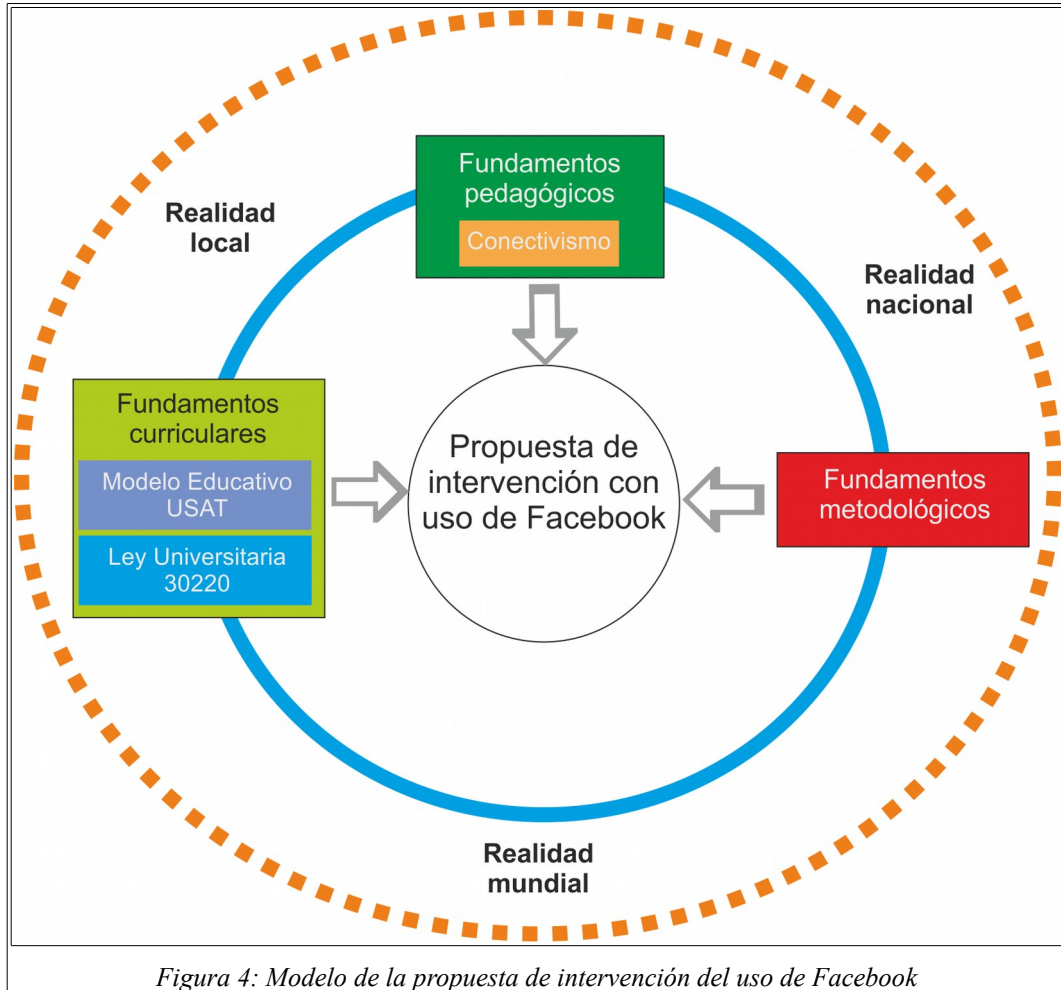 Fundamentos
pedagógicos
Conectivismo
Realidad
local
Realidad
nacional
Fundamentos
curriculares
Modelo Educativo
USAT
Ley Universitaria
30220
Propuesta de
intervención con
uso de Facebook
Fundamentos
metodológicos
Realidad
mundial
Figura 4: Modelo de la propuesta de intervención del uso de Facebook